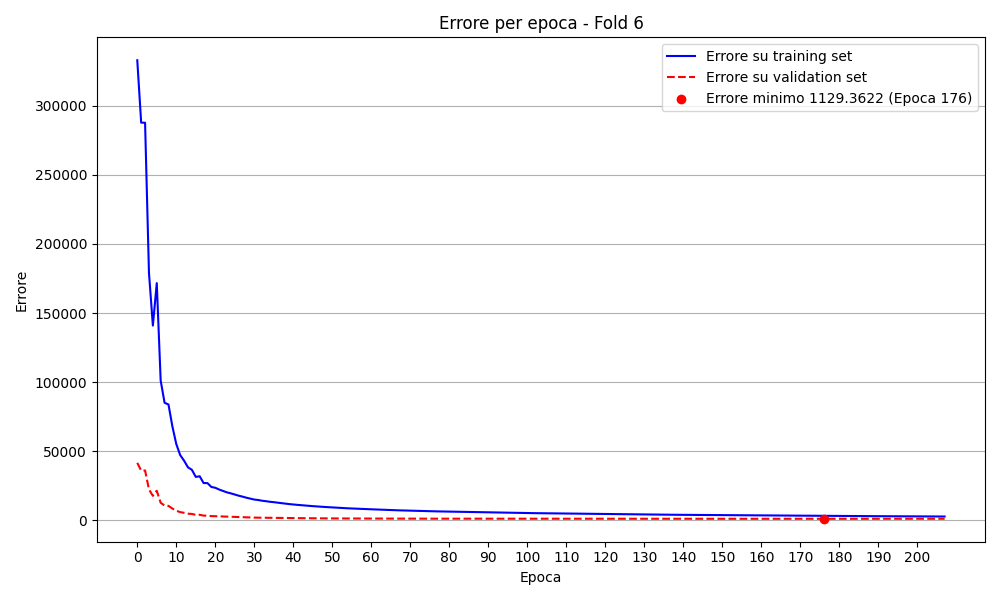 Errore per epoca - Fold 6
Errore su training set
Errore su validation set
Errore minimo 1129.3622 (Epoca 176)
Errore
300000
250000
200000
150000
100000
50000
0
0 10 20 30 40 50 60 70 80 90 100 110 120 130 140 150 160 170 180 190 200
Epoca